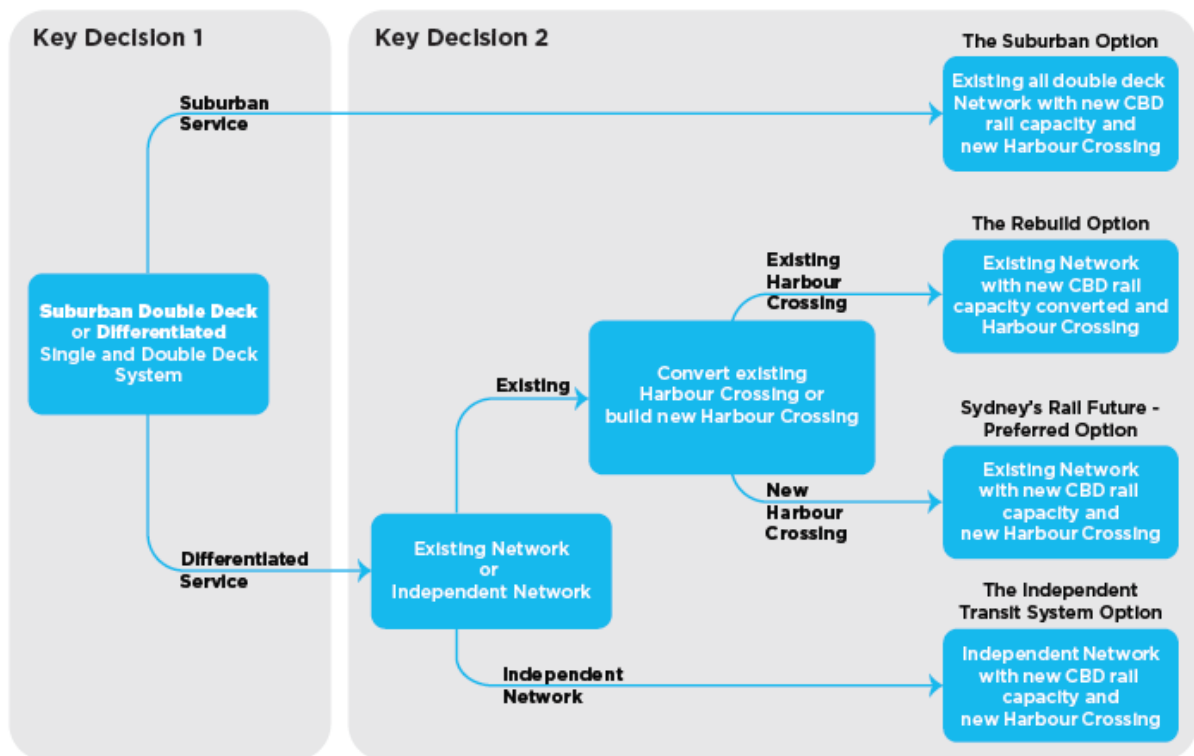 Key Decision 1
Key Decision 2
The Suburban Option
Suburban
Service
Existing all double deck
Network with new CBD
rail capacity and
new Harbour Crossing
The Rebuild Option
Existing
Harbour
Crossing
Existing Network
with new CBD rail
capacity converted and
Harbour Crossing
Suburban Double Deck
or Differentiated
Single and Double Deck
System
Existing
Convert existing
Harbour Crossing or
build new Harbour Crossing
Sydney's Rail Future -
Preferred Option
New
Harbour
Crossing
Existing Network
with new CBD rail
capacity and
new Harbour Crossing
Differentiated
Service
Existing Network
or
Independent Network
The Independent
Transit System Option
Independent
Network
Independent Network
with new CBD rail
capacity and
new Harbour Crossing